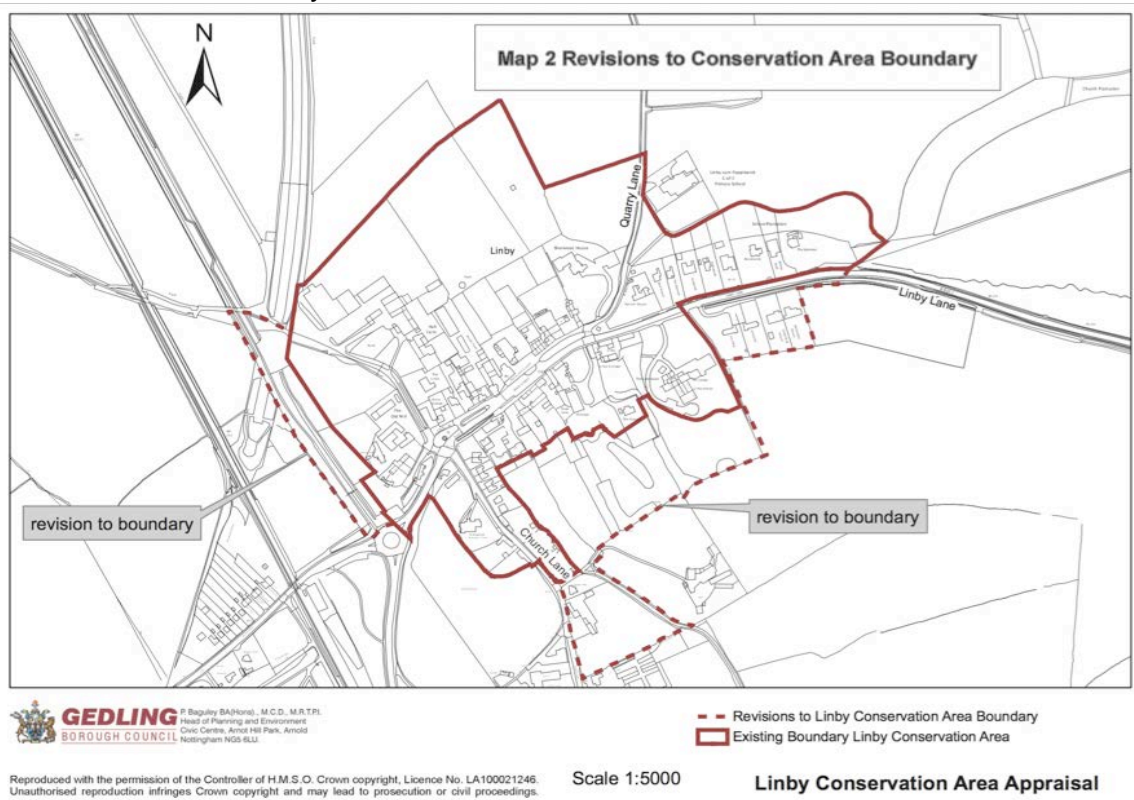 N
Map 2 Revisions to Conservation Area Boundary
Quarry Lane
Linby
Linby Lane
revision to boundary
revision to boundary
Church Lane
GEDLING
BOROUGH COUNCIL
P. Baguley BA(Hons)., M.C.D., M.R.T.P.I.
Head of Planning and Environment
Civic Centre, Arnot Hill Park, Arnold
Nottingham NG5 6LU.
Revisions to Linby Conservation Area Boundary
Existing Boundary Linby Conservation Area
Reproduced with the permission of the Controller of H.M.S.O. Crown copyright, Licence No. LA100021246.
Unauthorised reproduction infringes Crown copyright and may lead to prosecution or civil proceedings.
Scale 1:5000
Linby Conservation Area Appraisal